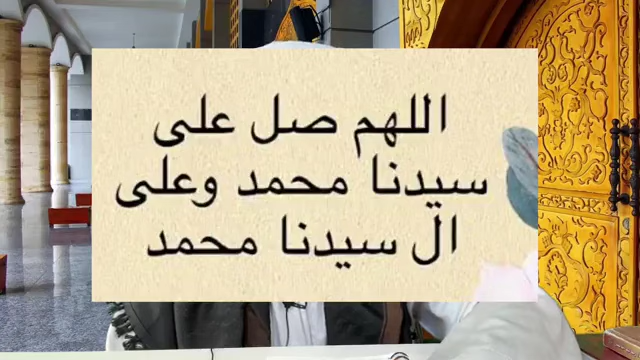 اللهم صل على
سيدنا محمد وعلى
ال سيدنا محمد